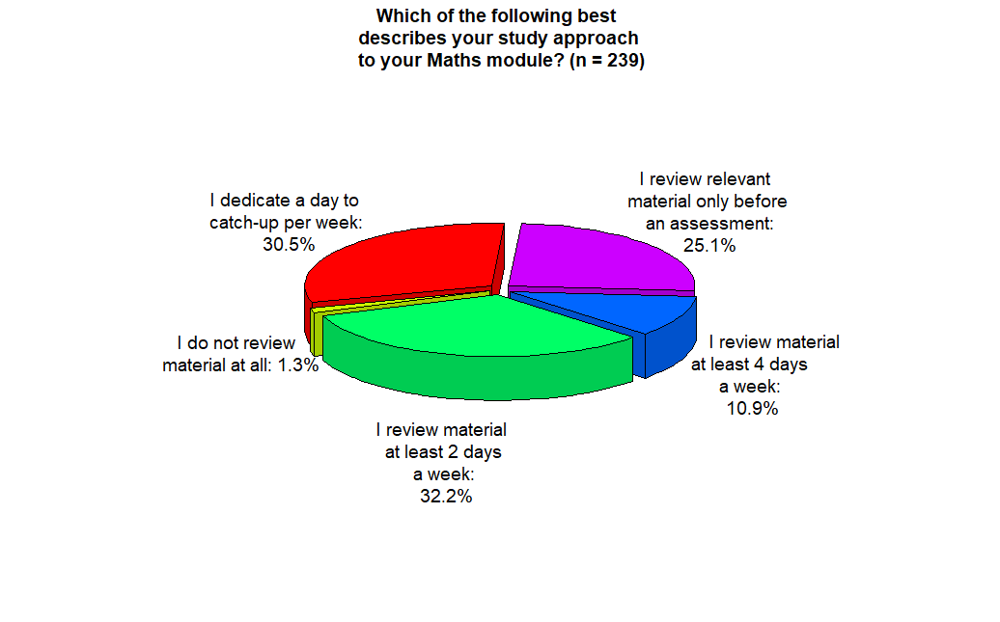 Which of the following best
describes your study approach
to your Maths module? (n = 239)
I review relevant
material only before
an assessment:
25.1%
I dedicate a day to
catch-up per week:
30.5%
I do not review
material at all: 1.3%
I review material
at least 4 days
a week:
10.9%
I review material
at least 2 days
a week:
32.2%